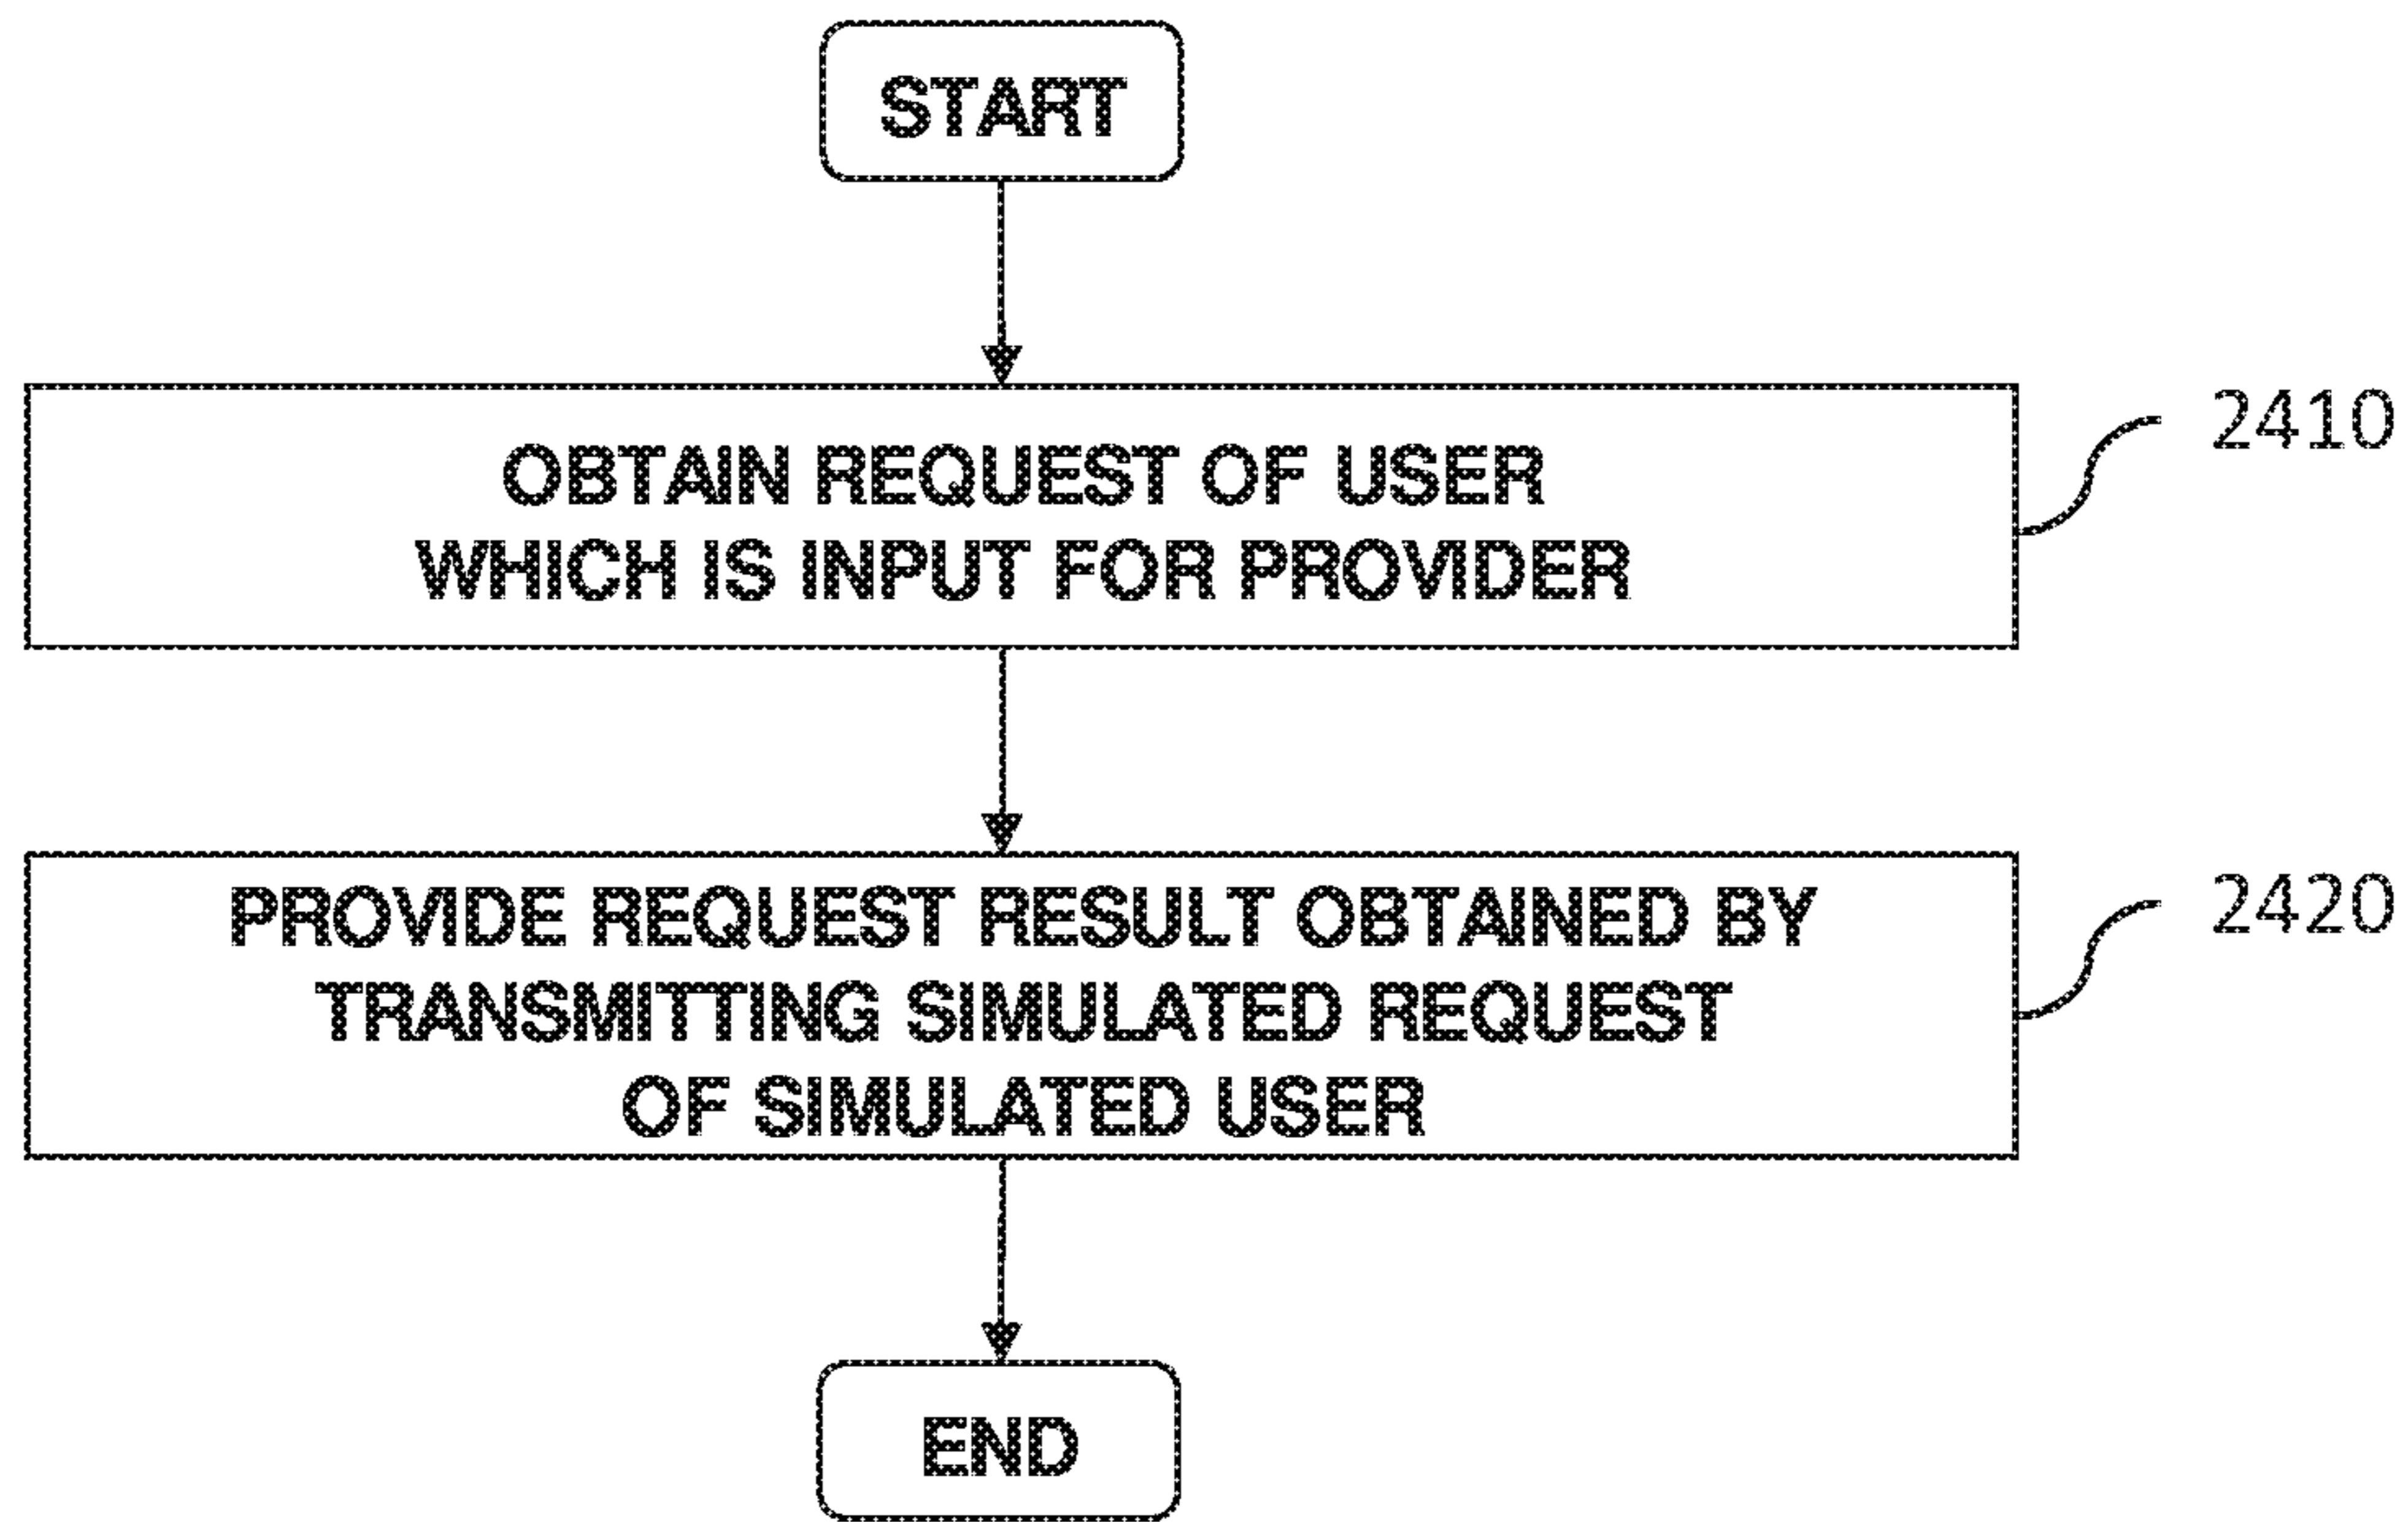 START
OBTAIN REQUEST OF USER
WHICH IS INPUT FOR PROVIDER
2410
PROVIDE REQUEST RESULT OBTAINED BY
TRANSMITTING SIMULATED REQUEST
OF SIMULATED USER
2420
END